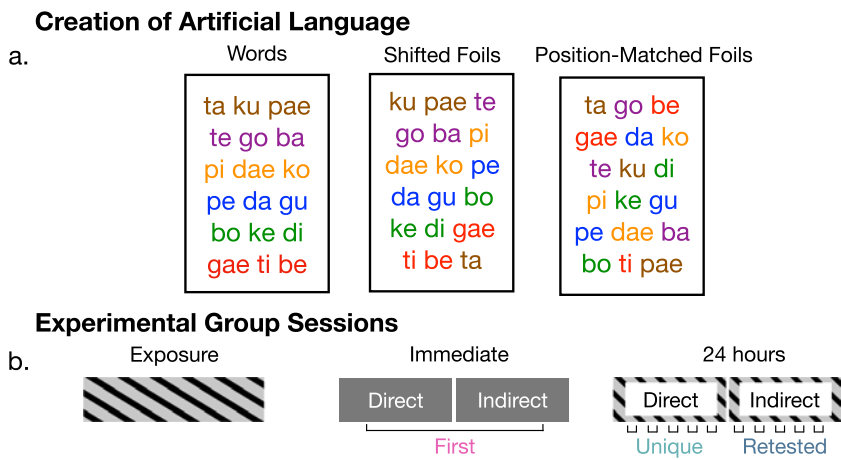 Creation of Artificial Language
a.
Words
Shifted Foils
Position-Matched Foils
ta ku pae
te go ba
pi dae ko
pe da gu
bo ke di
gae ti be
ku pae te
go ba pi
dae ko pe
da gu bo
ke di gae
ti be ta
ta go be
gae da ko
te ku di
pi ke gu
pe dae ba
bo ti pae
Experimental Group Sessions
b.
Exposure
Immediate
24 hours
Direct
Indirect
Direct
Indirect
First
Unique
Retested